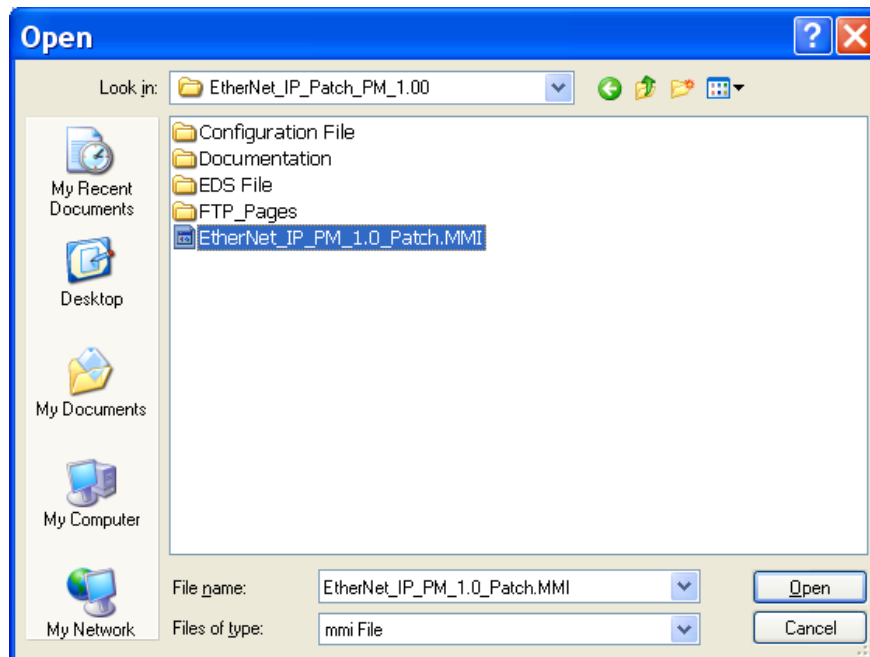 Open
Look in:
EtherNet_IP_Patch_PM_1.00
My Recent
Documents
Desktop
My Documents
My Computer
My Network
Configuration File
Documentation
EDS File
FTP_Pages
EtherNet_IP_PM_1.0_Patch.MMI
File name:
EtherNet_IP_PM_1.0_Patch.MMI
Open
Files of type:
mmi File
Cancel